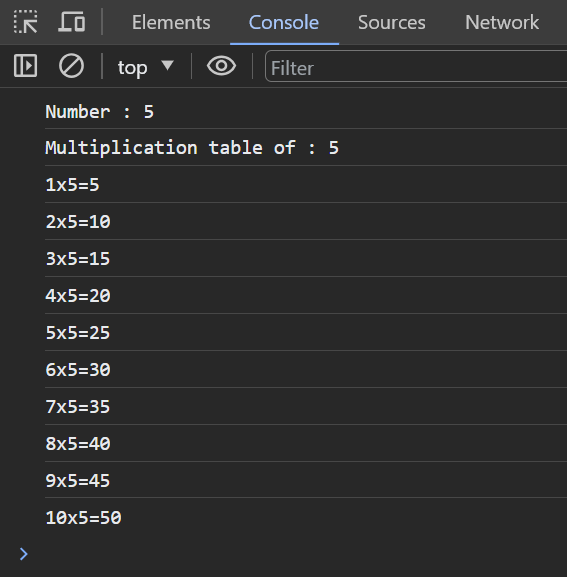 Elements Console Sources Network
top Filter
Number : 5
Multiplication table of : 5
1x5=5
2x5=10
3x5=15
4x5=20
5x5=25
6x5=30
7x5=35
8x5=40
9x5=45
10x5=50